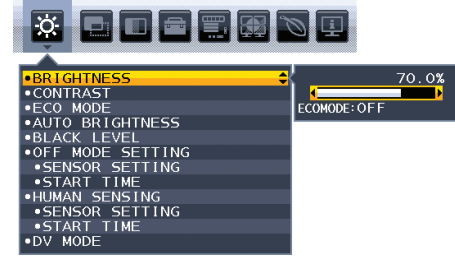 •BRIGHTNESS
•CONTRAST
•ECO MODE
•AUTO BRIGHTNESS
•BLACK LEVEL
•OFF MODE SETTING
•SENSOR SETTING
•START TIME
•HUMAN SENSING
•SENSOR SETTING
•START TIME
•DV MODE
70.0%
ECOMODE:OFF